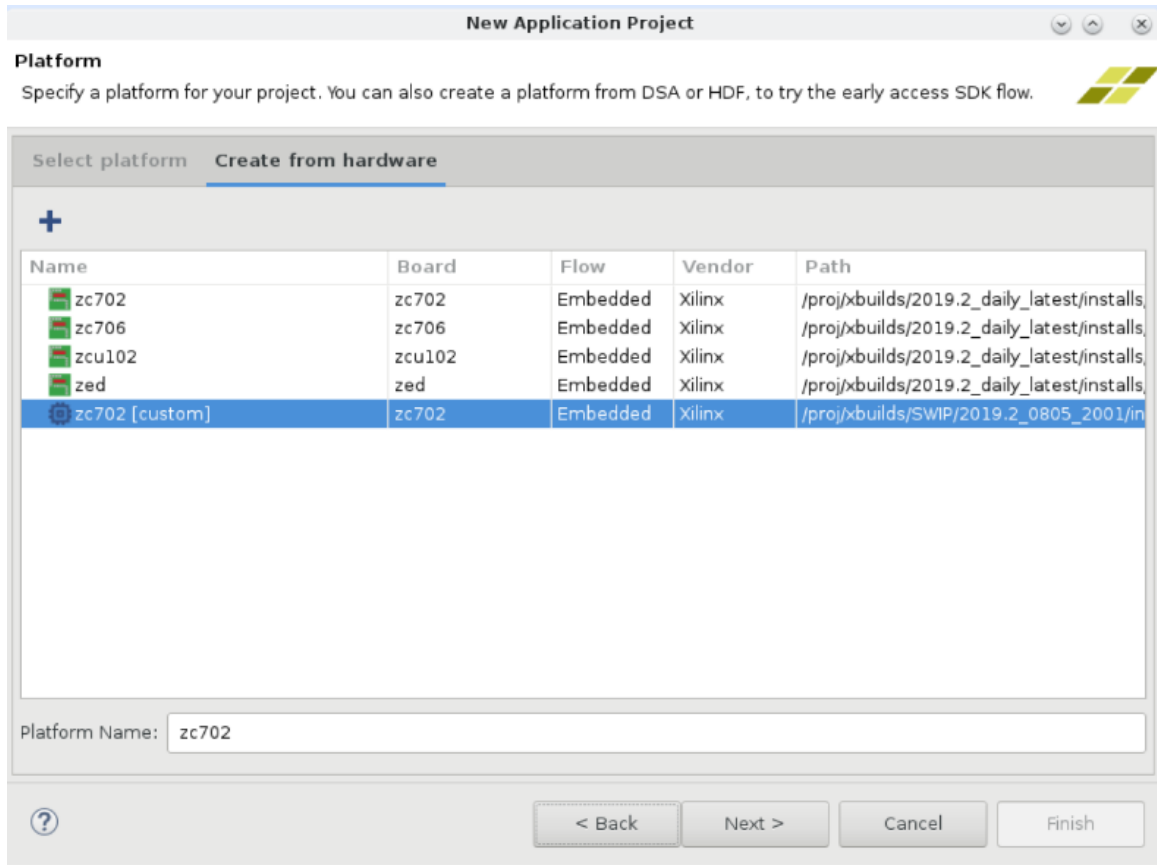 New Application Project
Platform
Specify a platform for your project. You can also create a platform from DSA or HDF, to try the early access SDK flow.
Select platform Create from hardware
Name Board Flow Vendor Path
zc702 zc702 Embedded Xilinx /proj/xbuilds/2019.2_daily_latest/installs,
zc706 zc706 Embedded Xilinx /proj/xbuilds/2019.2_daily_latest/installs,
zcu102 zcu102 Embedded Xilinx /proj/xbuilds/2019.2_daily_latest/installs,
zed zed Embedded Xilinx /proj/xbuilds/2019.2_daily_latest/installs,
zc702 [custom] zc702 Embedded Xilinx /proj/xbuilds/SWIP/2019.2_0805_2001/in
Platform Name: zc702
? < Back Next > Cancel Finish